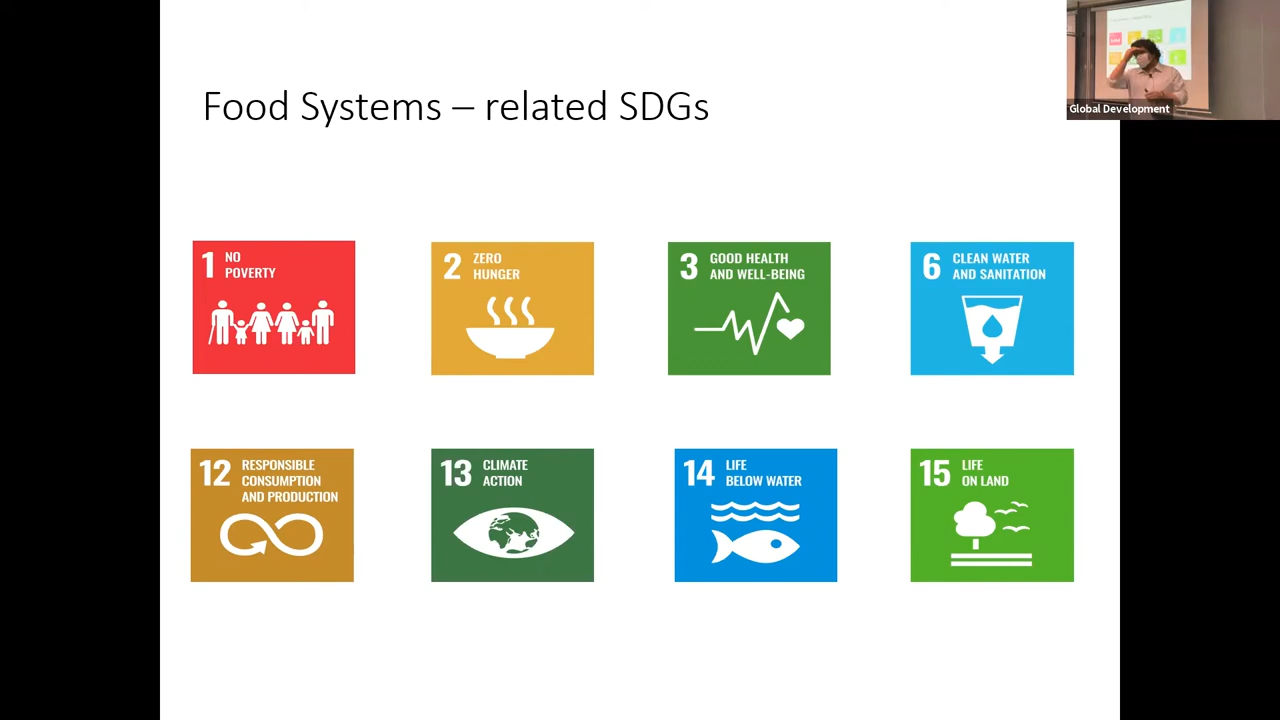 Food Systems – related SDGs
Global Development
1 NO
POVERTY
2 ZERO
HUNGER
3 GOOD HEALTH
AND WELL-BEING
6 CLEAN WATER
AND SANITATION
12 RESPONSIBLE
CONSUMPTION
AND PRODUCTION
13 CLIMATE
ACTION
14 LIFE
BELOW WATER
15 LIFE
ON LAND